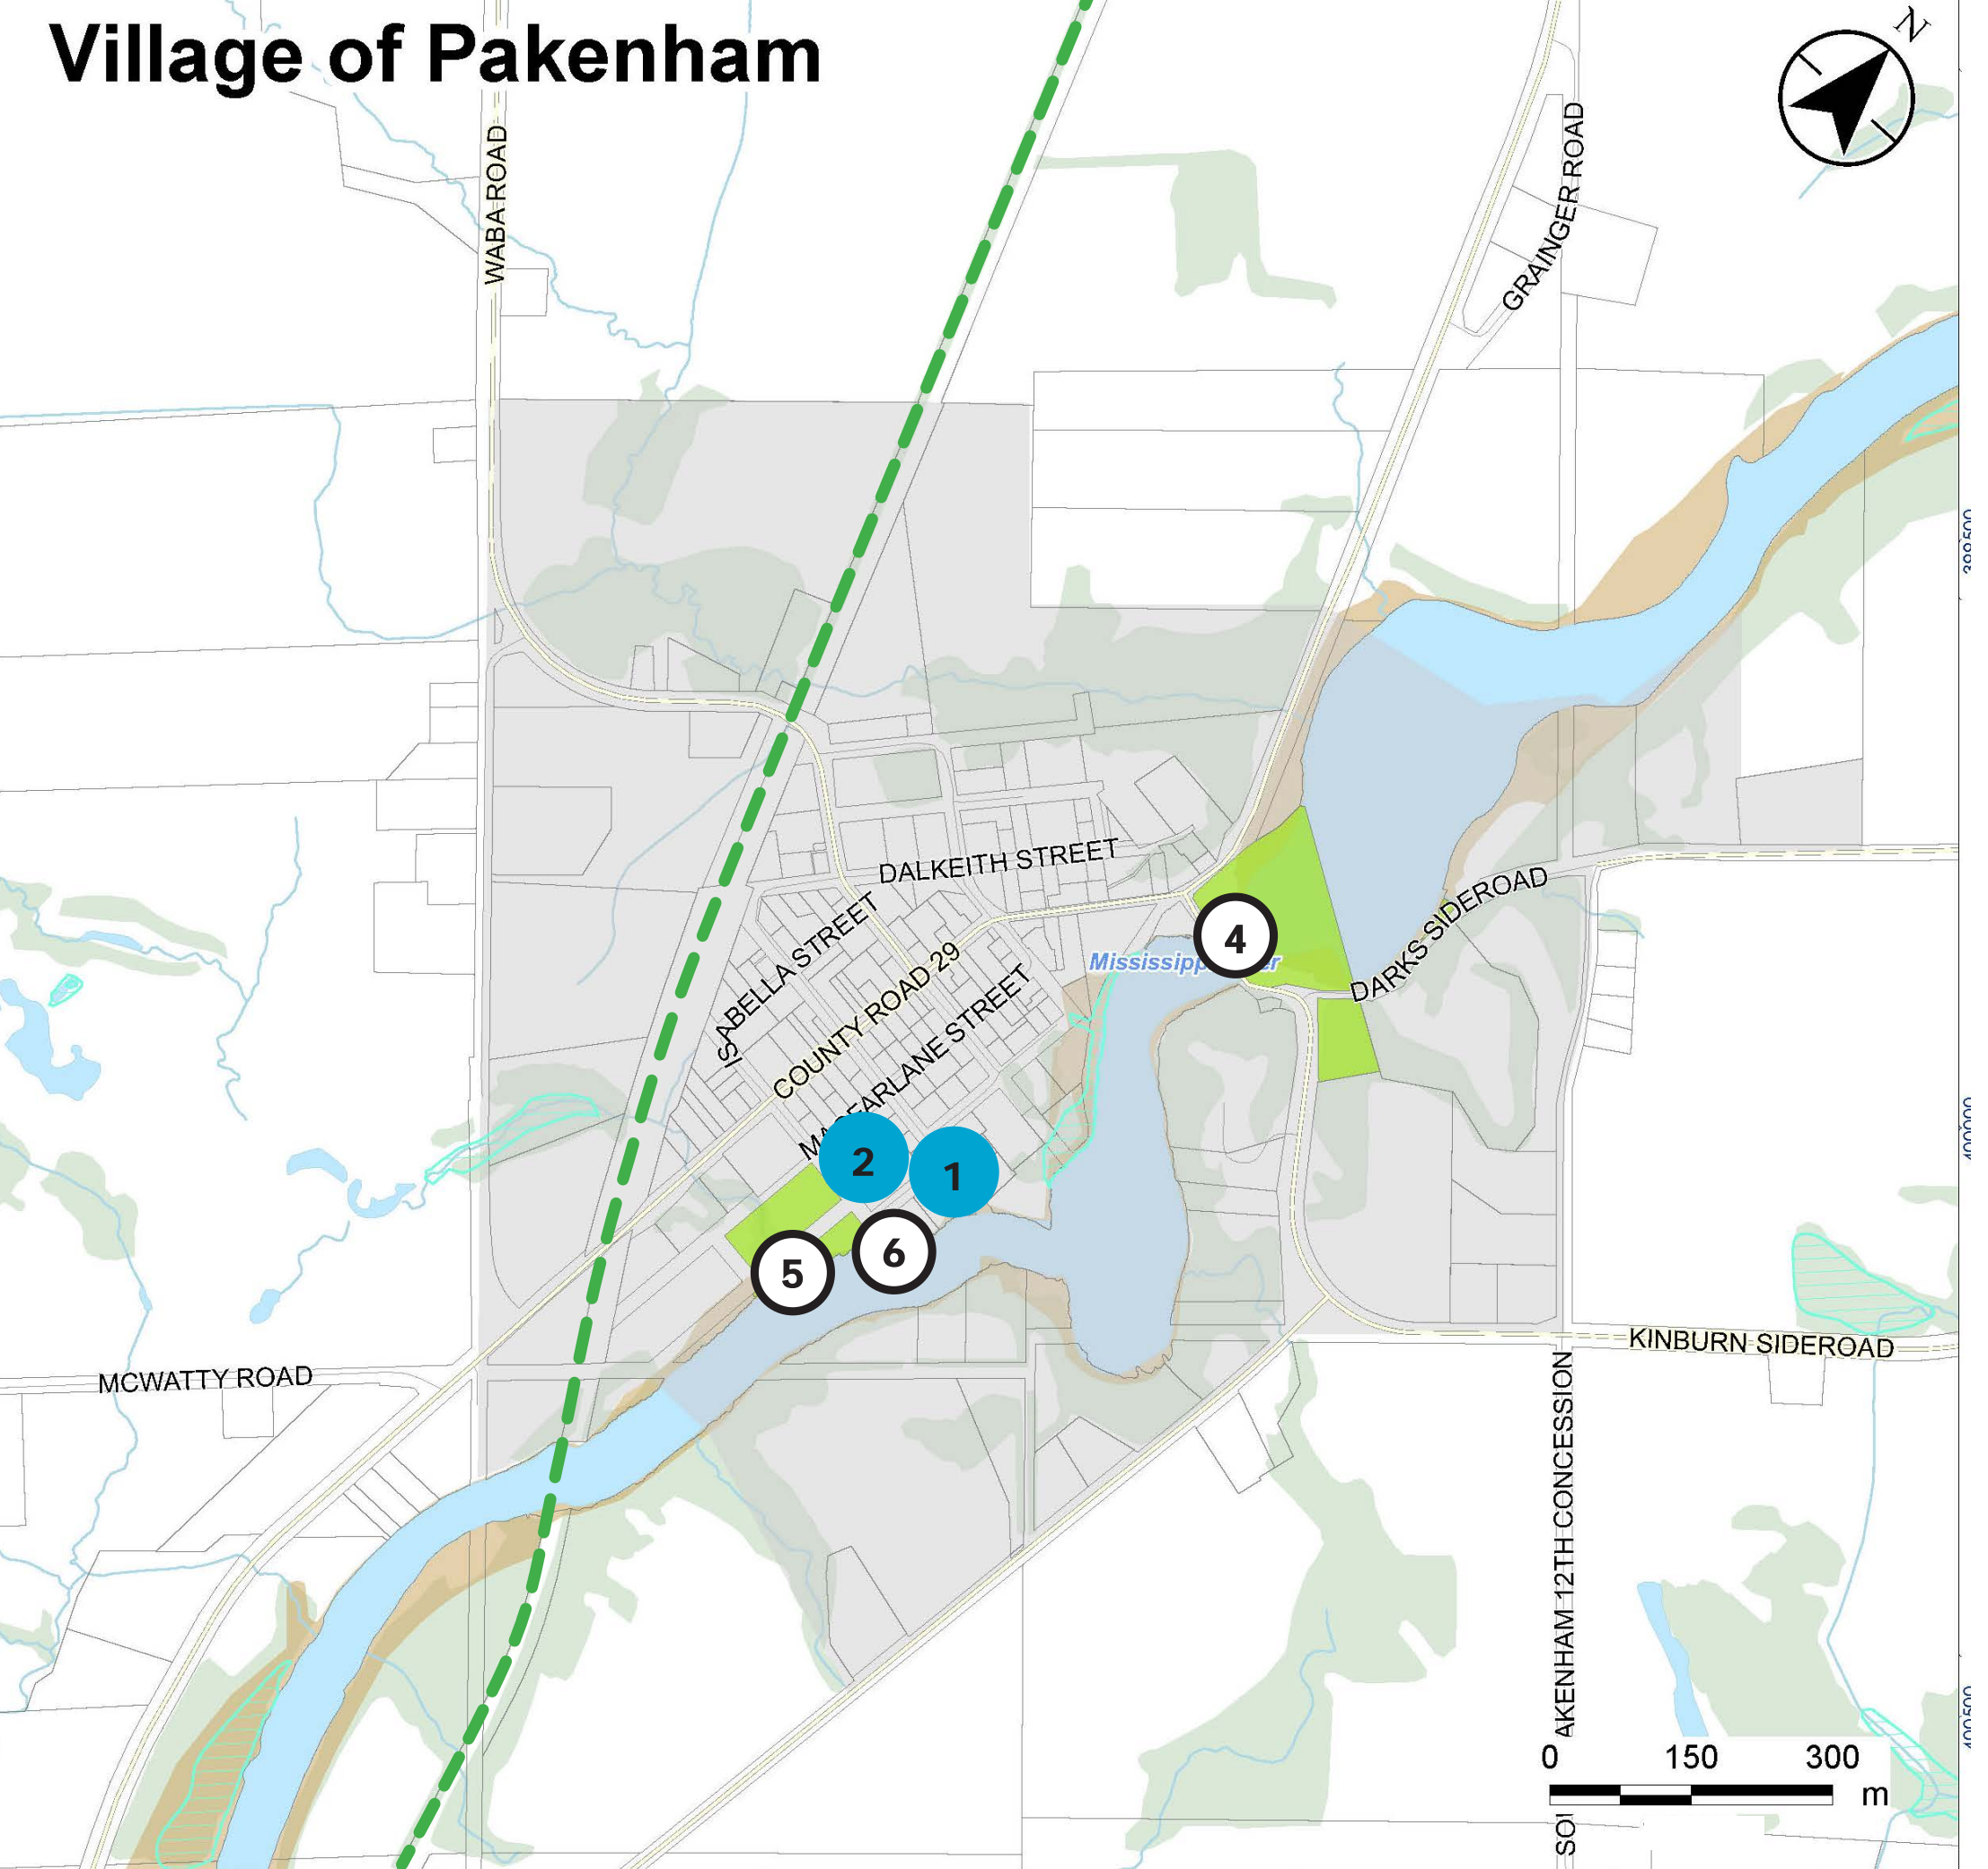 Village of Pakenham
N
WABA ROAD
GRAINGER ROAD
DALKEITH STREET
ISABELLA STREET
COUNTY ROAD 29
MACFARLANE STREET
DARKS SIDEROAD
4
2
1
5
6
MCWATTY ROAD
KINBURN SIDEROAD
AKENHAM 12TH CONCESSION
0 150 300
m